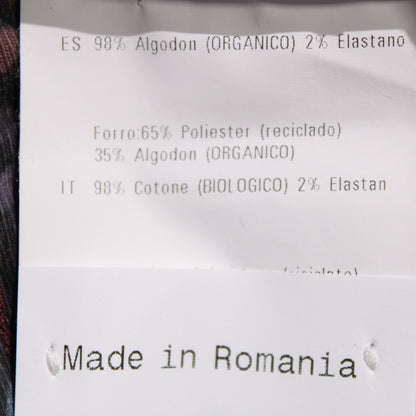 ES 98% Algodon (ORGANICO) 2% Elastano
Forro:65% Poliester (reciclado)
35% Algodon (ORGANICO)
IT 98% Cotone (BIOLOGICO) 2% Elastan
Made in Romania